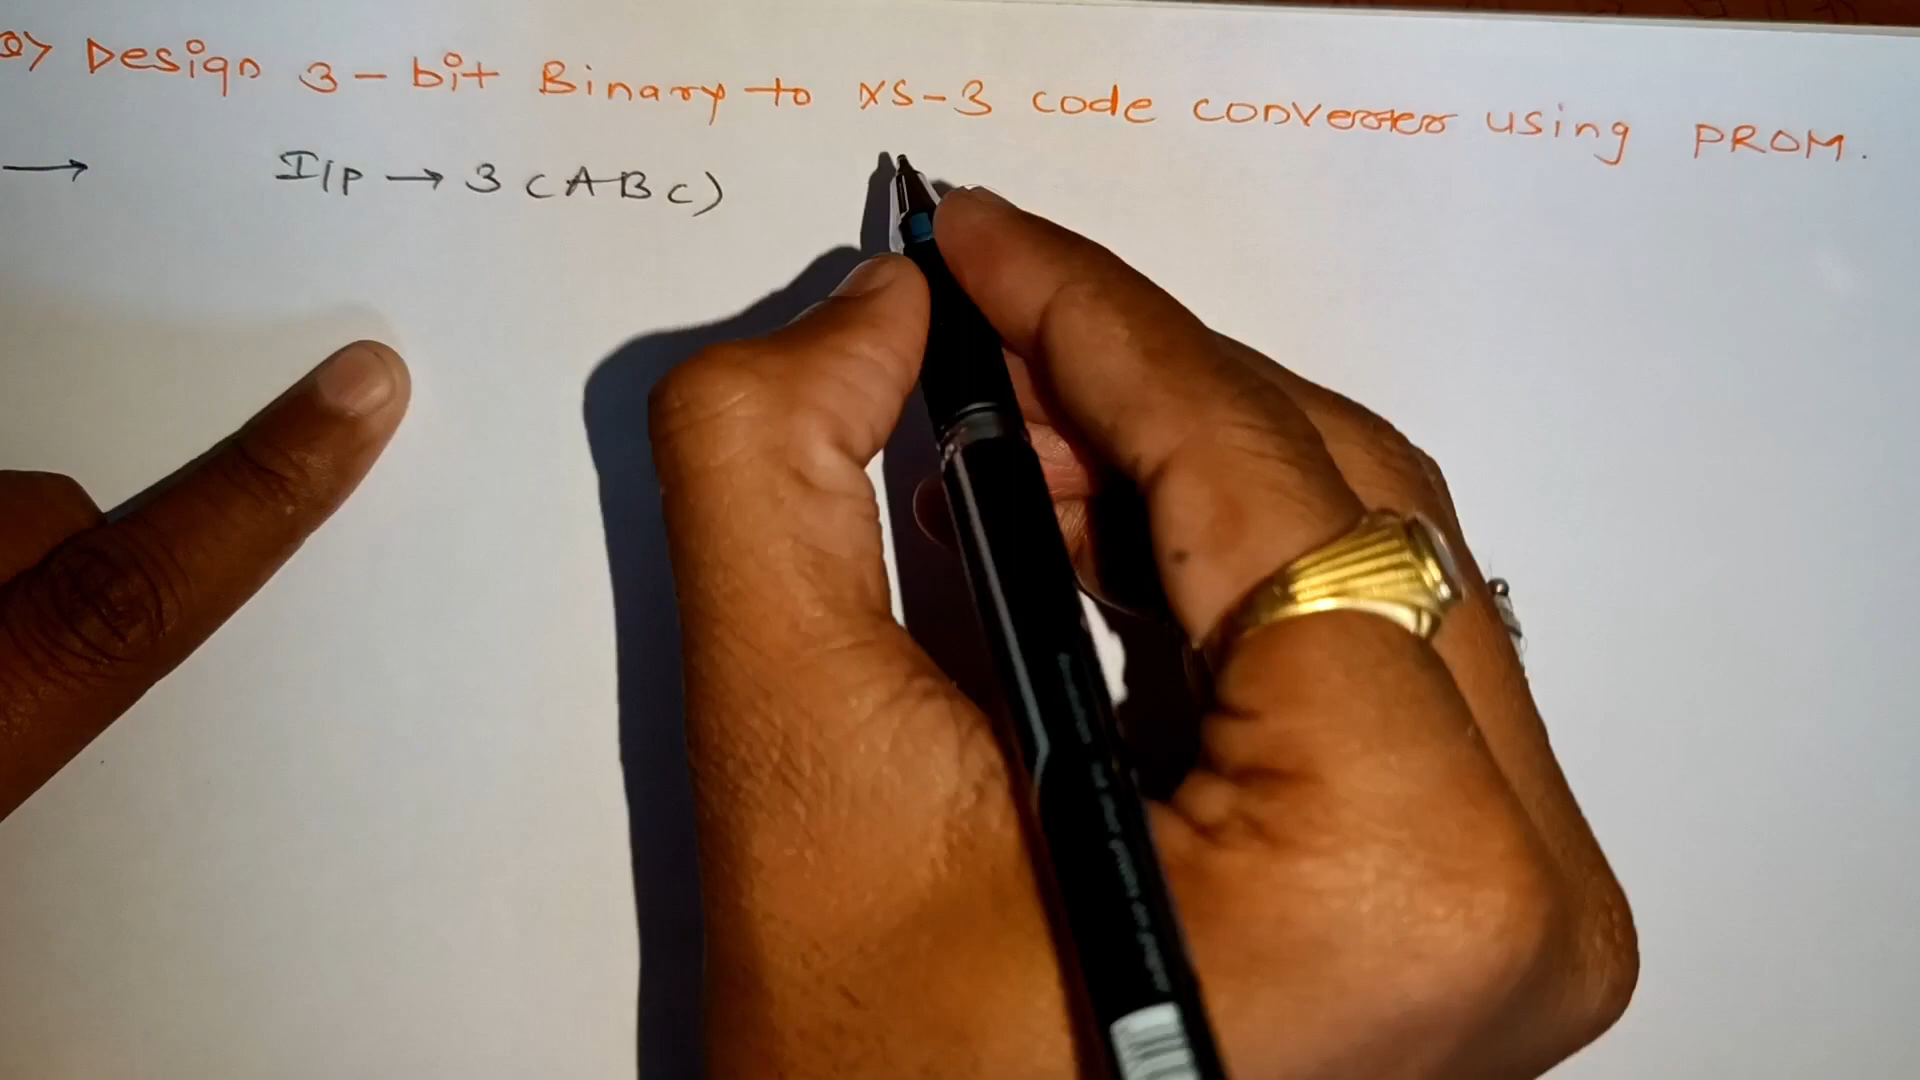 Q> Design 3-bit Binary to XS-3 code converter using PROM.
→ I/P → 3 (ABC)